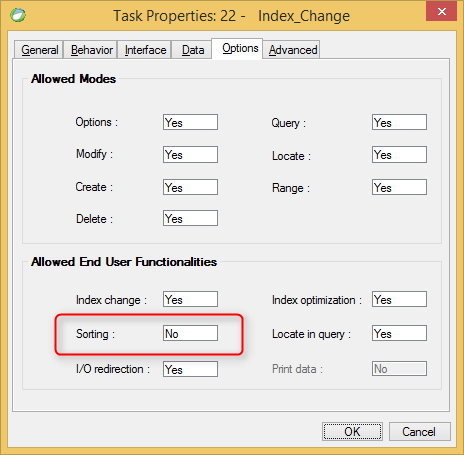 Task Properties: 22 - Index_Change
General Behavior Interface Data Options Advanced
Allowed Modes
Options : Yes Query : Yes
Modify : Yes Locate : Yes
Create : Yes Range : Yes
Delete : Yes
Allowed End User Functionalities
Index change : Yes Index optimization : Yes
Sorting : No Locate in query : Yes
I/O redirection : Yes Print data : No
OK Cancel